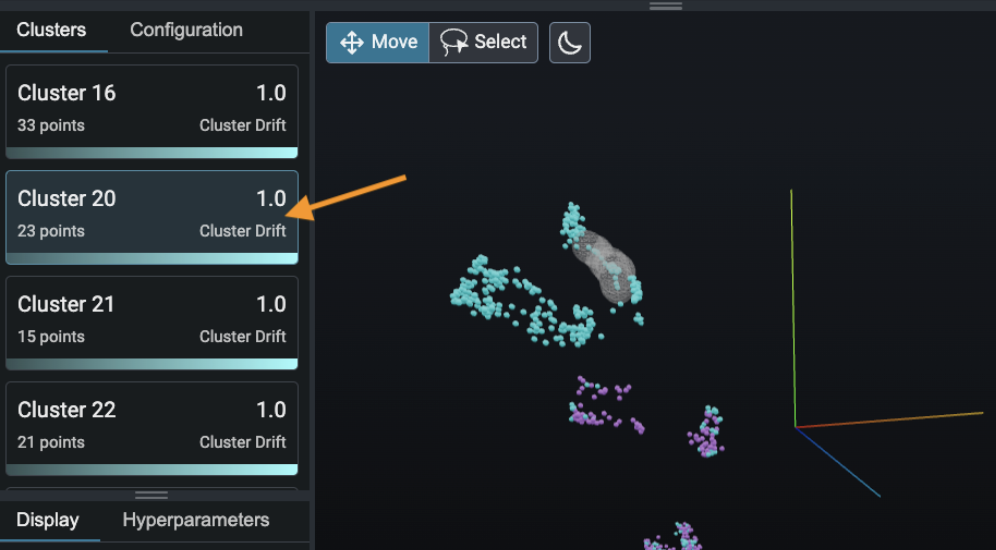 Clusters Configuration
Move Select
Cluster 16 1.0
33 points Cluster Drift
Cluster 20 1.0
23 points Cluster Drift
Cluster 21 1.0
15 points Cluster Drift
Cluster 22 1.0
21 points Cluster Drift
Display Hyperparameters